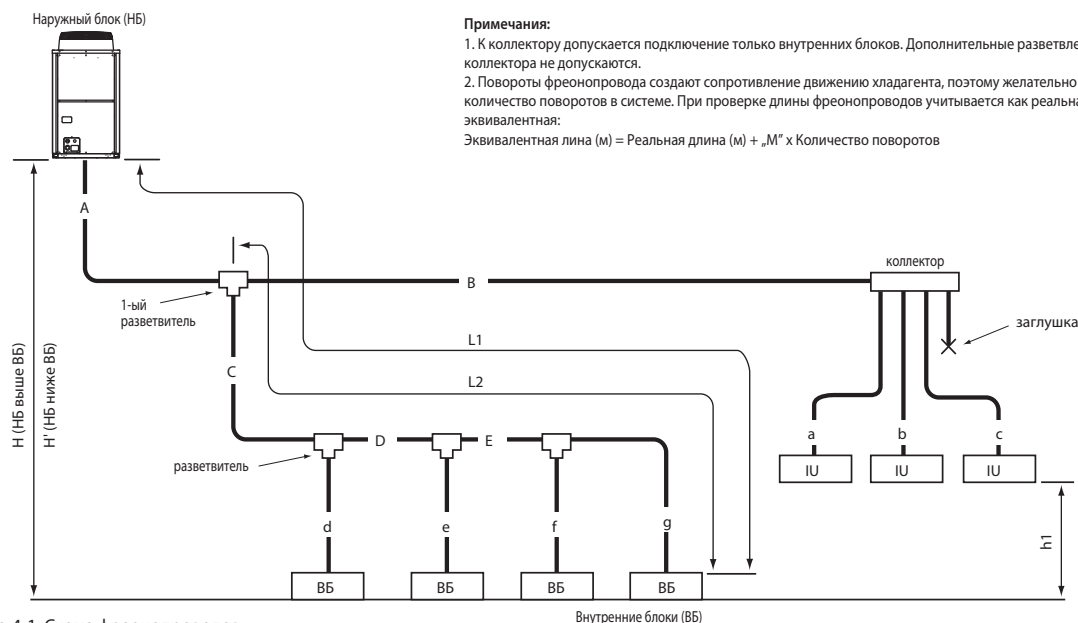 Наружный блок (НБ)
Примечания:
1. К коллектору допускается подключение только внутренних блоков. Дополнительные
коллектора не допускаются.
2. Повороты фреонопровода создают сопротивление движению хладагента, поэтому желательно
количество поворотов в системе. При проверке длины фреонопроводов учитывается как
эквивалентная:
Эквивалентная лина (м) = Реальная длина (м) + „М” х Количество поворотов
A
B
коллектор
1-ый
разветвитель
заглушка
L1
C
L2
H (НБ выше ВБ)
H' (НБ ниже ВБ)
D
E
a
b
c
разветвитель
IU
IU
IU
d
e
f
g
h1
ВБ
ВБ
ВБ
ВБ
Внутренние блоки (ВБ)